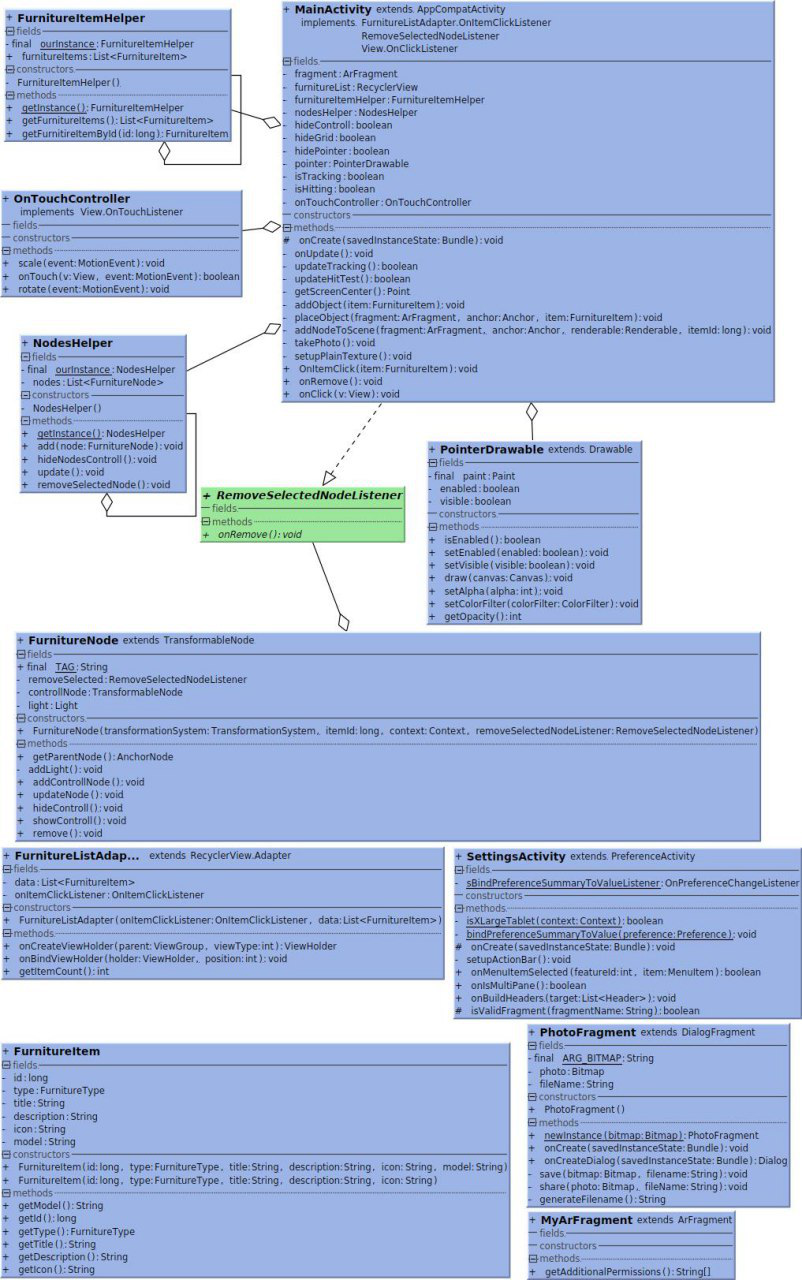 + FurnitureItemHelper
fields
- final ourInstance: FurnitureItemHelper
+ furnitureItems: List<FurnitureItem>
constructors
- FurnitureItemHelper()
methods
+ getInstance(): FurnitureItemHelper
+ getFurnitureItems(): List<FurnitureItem>
+ getFurnitireItemById(id:long): FurnitureItem
+ MainActivity extends. AppCompatActivity
implements. FurnitureListAdapter.OnItemClickListener
RemoveSelectedNodeListener
View.OnClickListener
fields
- fragment: ArFragment
- furnitureList: RecyclerView
- furnitureItemHelper: FurnitureItemHelper
- nodesHelper: NodesHelper
- hideControll: boolean
- hideGrid: boolean
- hidePointer: boolean
- pointer: PointerDrawable
- isTracking: boolean
- isHitting: boolean
- onTouchController: OnTouchController
constructors
methods
# onCreate(savedInstanceState: Bundle): void
- onUpdate(): void
- updateTracking(): boolean
- updateHitTest(): boolean
- getScreenCenter(): Point
- addObject(item: FurnitureItem): void
- placeObject(fragment: ArFragment, anchor: Anchor, item: FurnitureItem): void
- addNodeToScene(fragment: ArFragment, anchor: Anchor, renderable: Renderable, itemId: long): void
- takePhoto(): void
- setupPlainTexture(): void
+ OnItemClick(item: FurnitureItem): void
+ onRemove(): void
+ onClick(v: View): void
+ OnTouchController
implements View.OnTouchListener
fields
constructors
methods
+ scale(event: MotionEvent): void
+ onTouch(v: View, event: MotionEvent): boolean
+ rotate(event: MotionEvent): void
+ NodesHelper
fields
- final ourInstance: NodesHelper
- nodes: List<FurnitureNode>
constructors
- NodesHelper()
methods
+ getInstance(): NodesHelper
+ add(node: FurnitureNode): void
+ hideNodesControll(): void
+ update(): void
+ removeSelectedNode(): void
+ RemoveSelectedNodeListener
fields
methods
+ onRemove(): void
+ PointerDrawable extends. Drawable
fields
- final paint: Paint
- enabled: boolean
- visible: boolean
constructors
methods
+ isEnabled(): boolean
+ setEnabled(enabled: boolean): void
+ setVisible(visible: boolean): void
+ draw(canvas: Canvas): void
+ setAlpha(alpha: int): void
+ setColorFilter(colorFilter: ColorFilter): void
+ getOpacity(): int
+ FurnitureNode extends TransformableNode
fields
+ final TAG: String
- removeSelected: RemoveSelectedNodeListener
- controllNode: TransformableNode
- light: Light
constructors
+ FurnitureNode(transformationSystem: TransformationSystem, itemId: long, context: Context, removeSelectedNodeListener: RemoveSelectedNodeListener)
methods
+ getParentNode(): AnchorNode
- addLight(): void
+ addControllNode(): void
+ updateNode(): void
+ hideControll(): void
+ showControll(): void
+ remove(): void
+ FurnitureListAdap... extends RecyclerView.Adapter
fields
- data: List<FurnitureItem>
- onItemClickListener: OnItemClickListener
constructors
+ FurnitureListAdapter(onItemClickListener: OnItemClickListener, data: List<FurnitureItem>)
methods
+ onCreateViewHolder(parent: ViewGroup, viewType: int): ViewHolder
+ onBindViewHolder(holder: ViewHolder, position: int): void
+ getItemCount(): int
+ SettingsActivity extends. PreferenceActivity
fields
- sBindPreferenceSummaryToValueListener: OnPreferenceChangeListener
constructors
methods
- isXLargeTablet(context: Context): boolean
- bindPreferenceSummaryToValue(preference: Preference): void
# onCreate(savedInstanceState: Bundle): void
- setupActionBar(): void
+ onMenuItemSelected(featureId: int, item: MenuItem): boolean
+ onIsMultiPane(): boolean
+ onBuildHeaders(target: List<Header>): void
# isValidFragment(fragmentName: String): boolean
+ FurnitureItem
fields
- id: long
- type: FurnitureType
- title: String
- description: String
- icon: String
- model: String
constructors
+ FurnitureItem(id: long, type: FurnitureType, title: String, description: String, icon: String, model: String)
+ FurnitureItem(id: long, type: FurnitureType, title: String, description: String, icon: String)
methods
+ getModel(): String
+ getId(): long
+ getType(): FurnitureType
+ getTitle(): String
+ getDescription(): String
+ getIcon(): String
+ PhotoFragment extends DialogFragment
fields
- final ARG_BITMAP: String
- photo: Bitmap
- fileName: String
constructors
+ PhotoFragment()
methods
+ newInstance(bitmap: Bitmap): PhotoFragment
+ onCreate(savedInstanceState: Bundle): void
+ onCreateDialog(savedInstanceState: Bundle): Dialog
- save(bitmap: Bitmap, filename: String): void
- share(photo: Bitmap, fileName: String): void
- generateFilename(): String
+ MyArFragment extends ArFragment
fields
constructors
methods
+ getAdditionalPermissions(): String[]